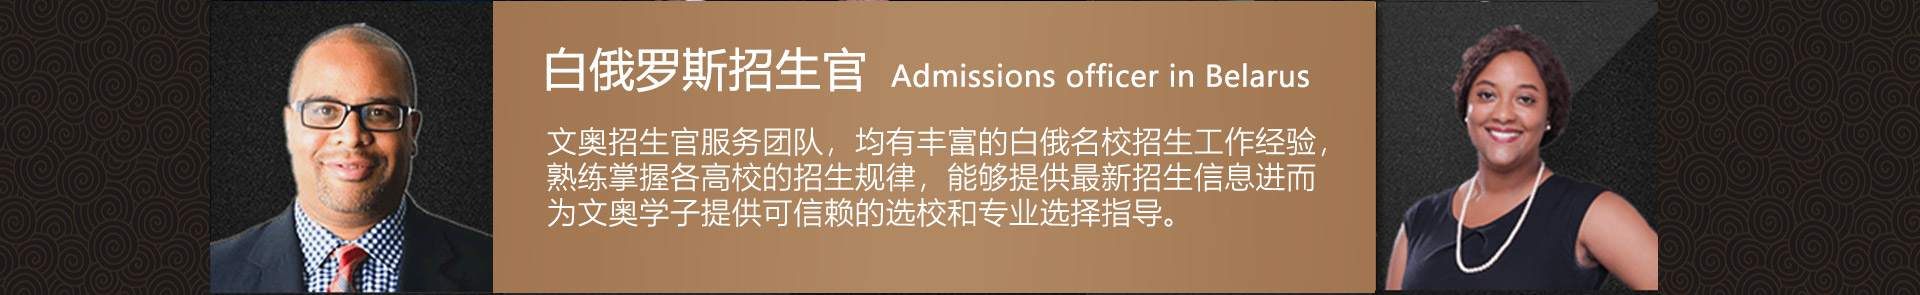 白俄罗斯招生官 Admissions officer in Belarus
文奥招生官服务团队，均有丰富的白俄名校招生工作经验，
熟练掌握各高校的招生规律，能够提供最新招生信息进而
为文奥学子提供可信赖的选校和专业选择指导。